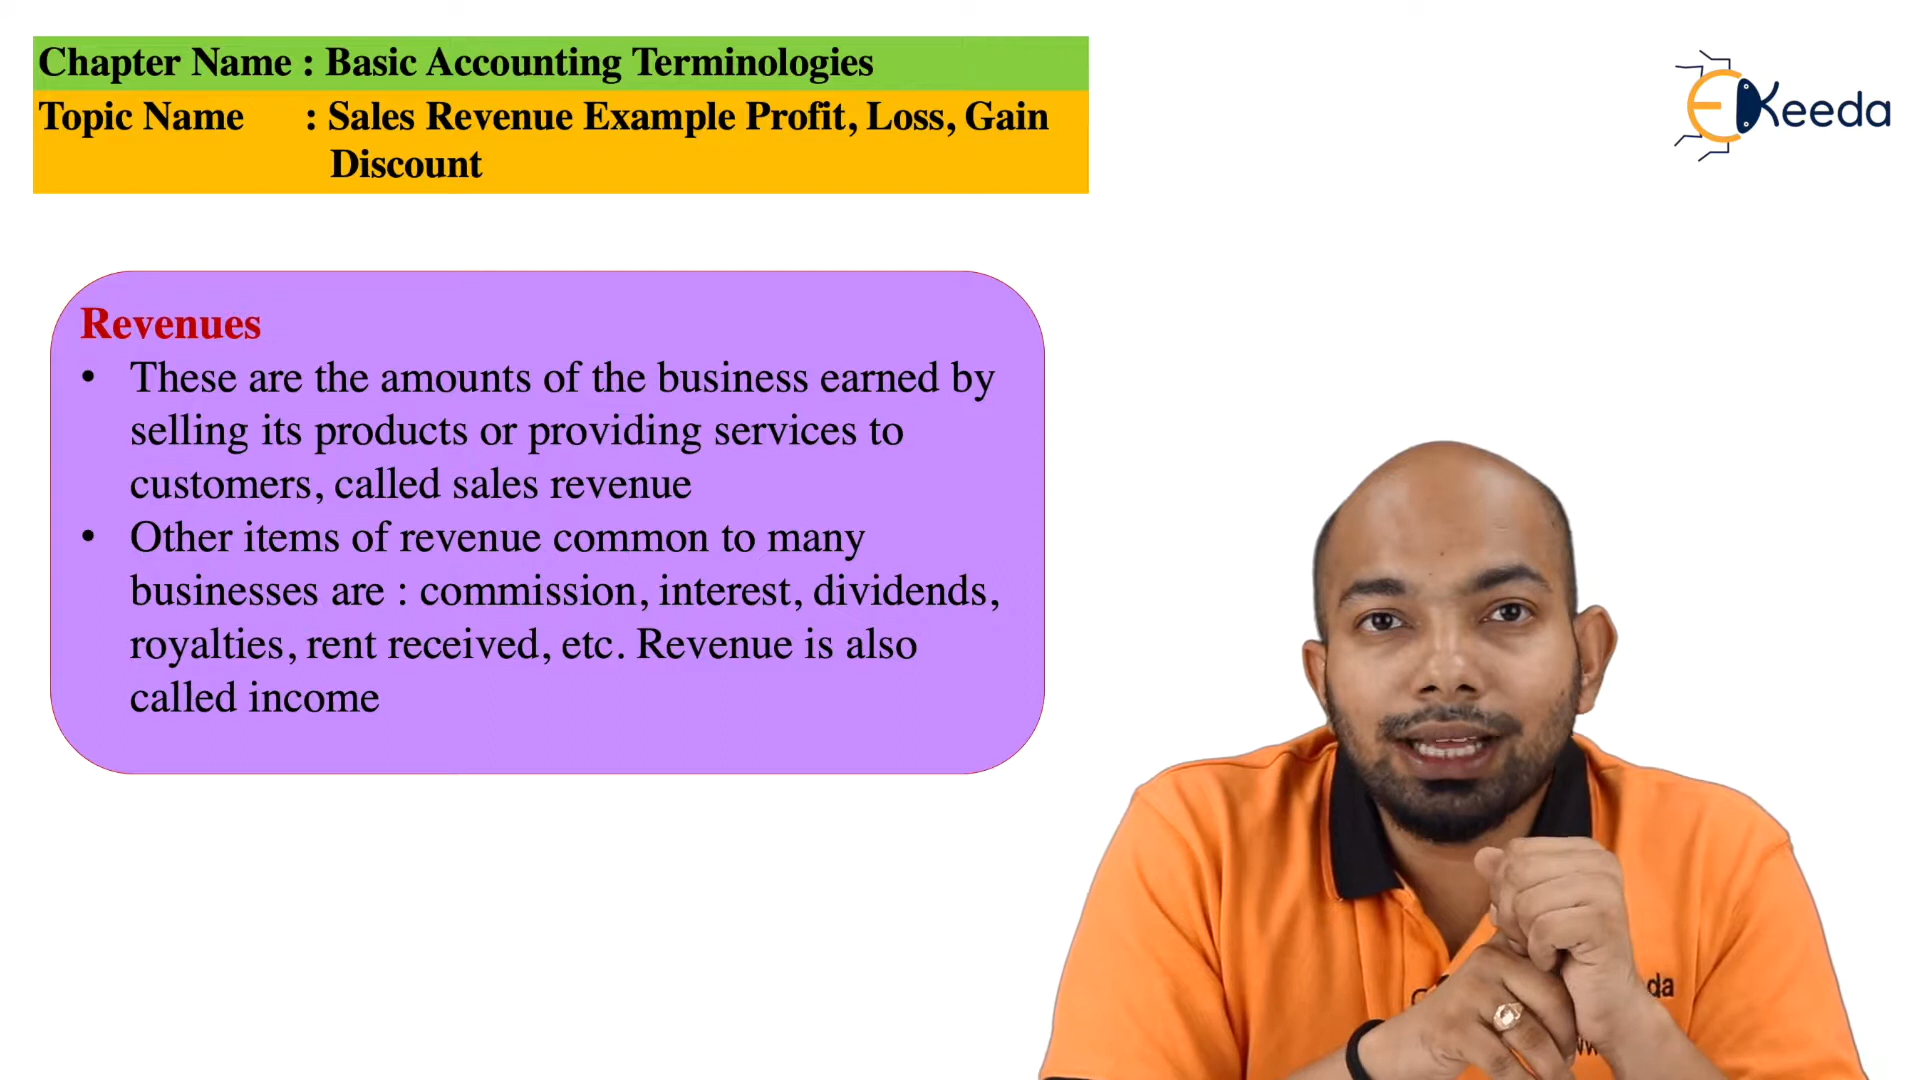 Chapter Name : Basic Accounting Terminologies
Topic Name : Sales Revenue Example Profit, Loss, Gain
Discount
EKeeda
Revenues
• These are the amounts of the business earned by
selling its products or providing services to
customers, called sales revenue
• Other items of revenue common to many
businesses are : commission, interest, dividends,
royalties, rent received, etc. Revenue is also
called income
da